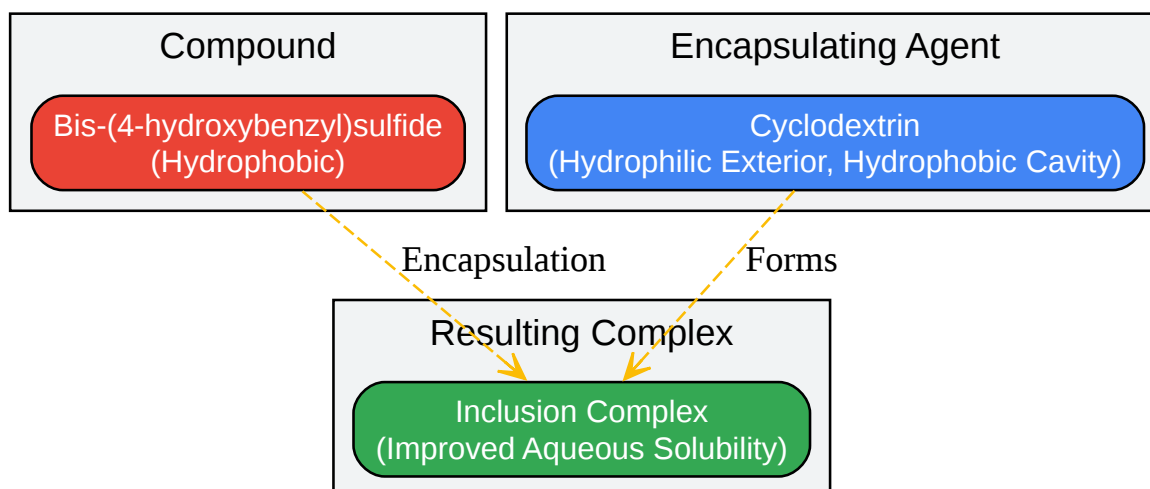 Compound
Encapsulating Agent
Bis-(4-hydroxybenzyl)sulfide
(Hydrophobic)
Cyclodextrin
(Hydrophilic Exterior, Hydrophobic Cavity)
Encapsulation
Forms
Resulting Complex
Inclusion Complex
(Improved Aqueous Solubility)